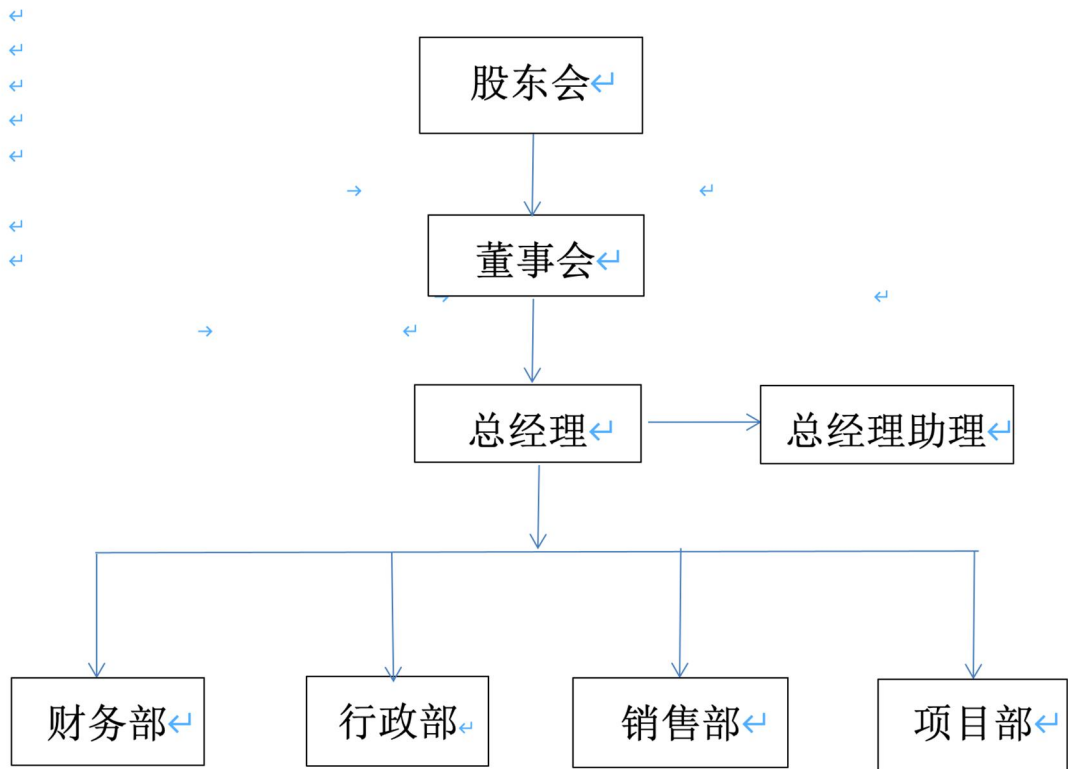 股东会
董事会
总经理
总经理助理
财务部
行政部
销售部
项目部